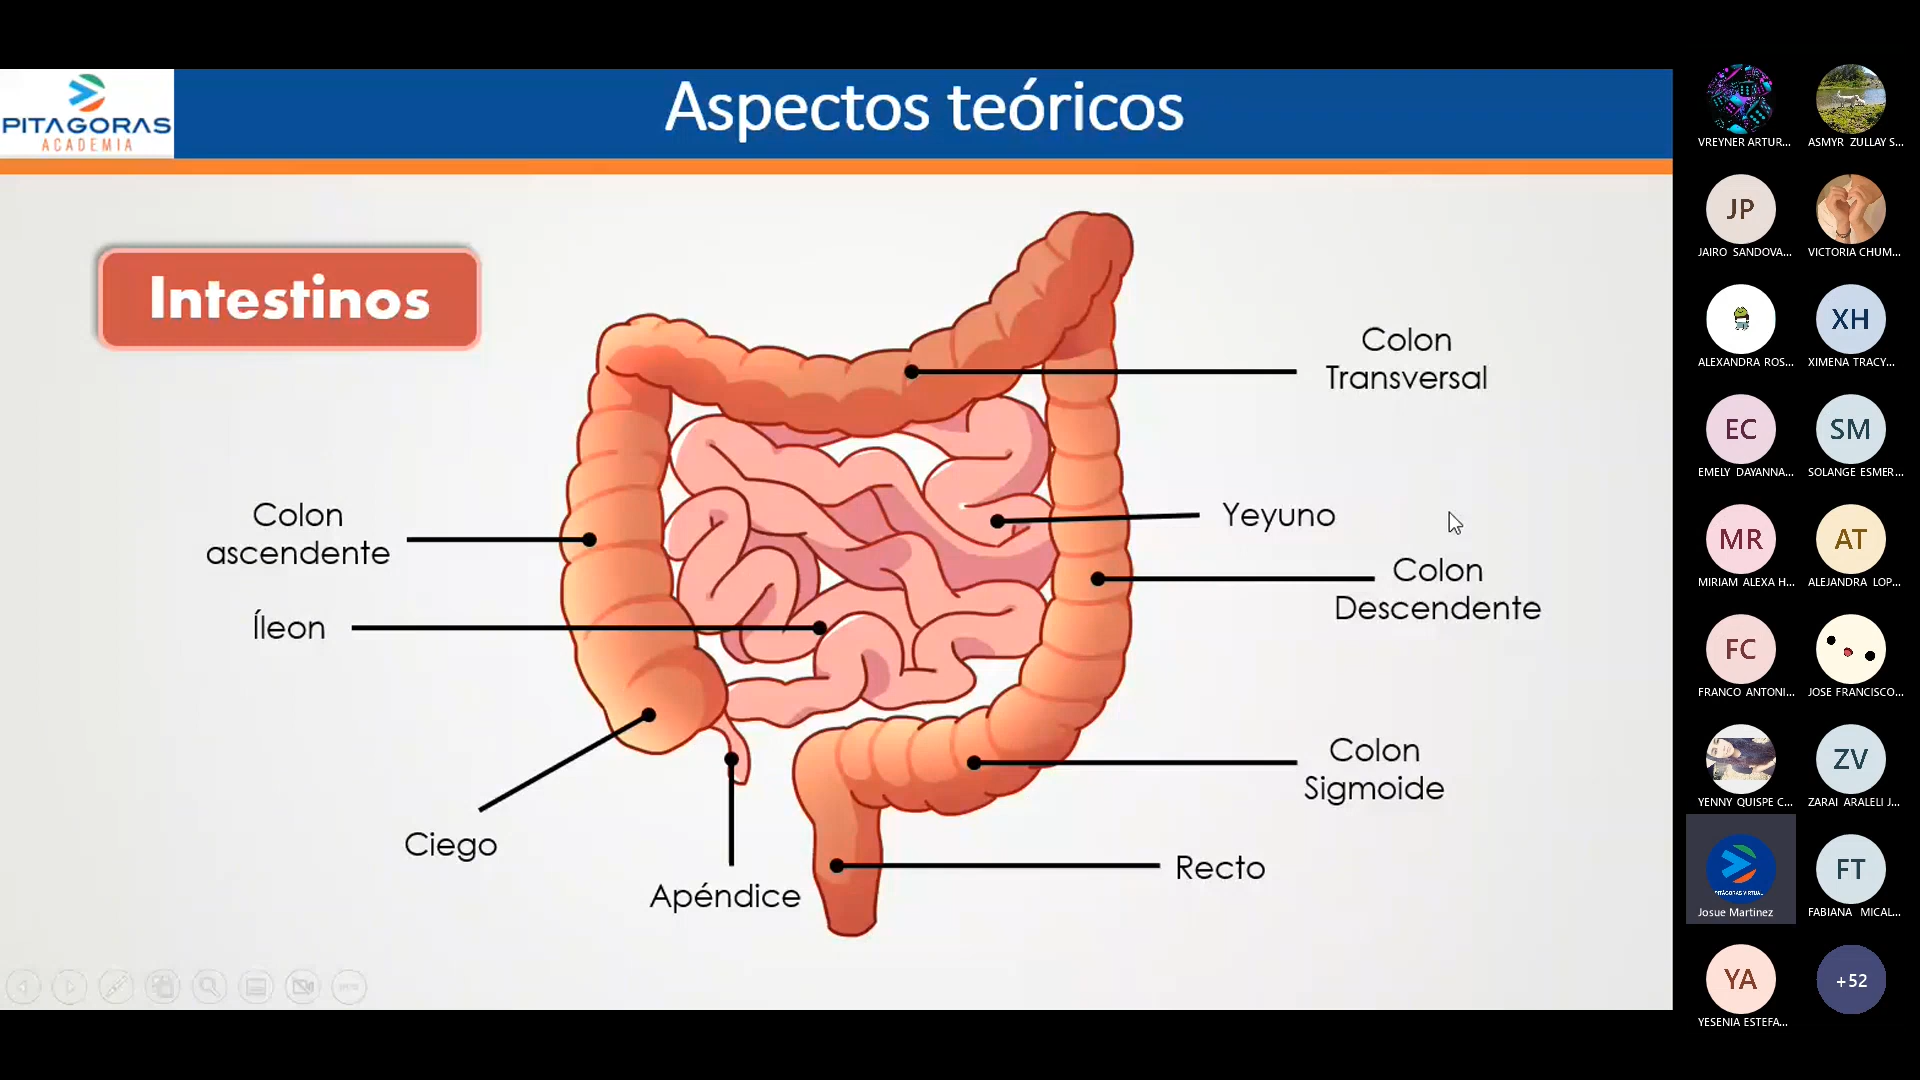 PITAGORAS
ACADEMIA
Aspectos teóricos
Intestinos
Colon
Transversal
Colon
ascendente
Yeyuno
Colon
Descendente
Íleon
Colon
Sigmoide
Ciego
Apéndice
Recto
VREYNER ARTUR...
ASMYR ZULLAY S...
JP
JAIRO SANDOVA...
VICTORIA CHUM...
ALEXANDRA ROS...
XH
XIMENA TRACY...
EC
EMELY DAYANNA...
SM
SOLANGE ESMER...
MR
MIRIAM ALEXA H...
AT
ALEJANDRA LOP...
FC
FRANCO ANTONI...
JOSE FRANCISCO...
YENNY QUISPE C...
ZV
ZARAI ARALELI J...
PITÁGORAS VIRTUAL
Josue Martinez
FT
FABIANA MICAL...
YA
YESENIA ESTEFA...
+52